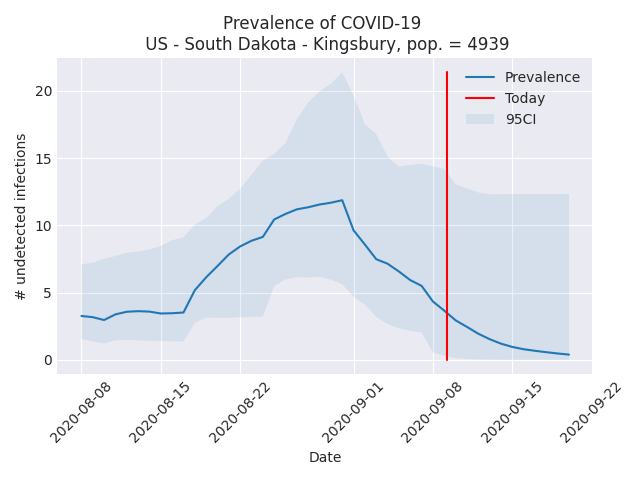 Prevalence of COVID-19
US - South Dakota - Kingsbury, pop. = 4939
Prevalence
Today
95CI
# undetected infections
20
15
10
5
0
2020-08-08
2020-08-15
2020-08-22
2020-09-01
2020-09-08
2020-09-15
2020-09-22
Date